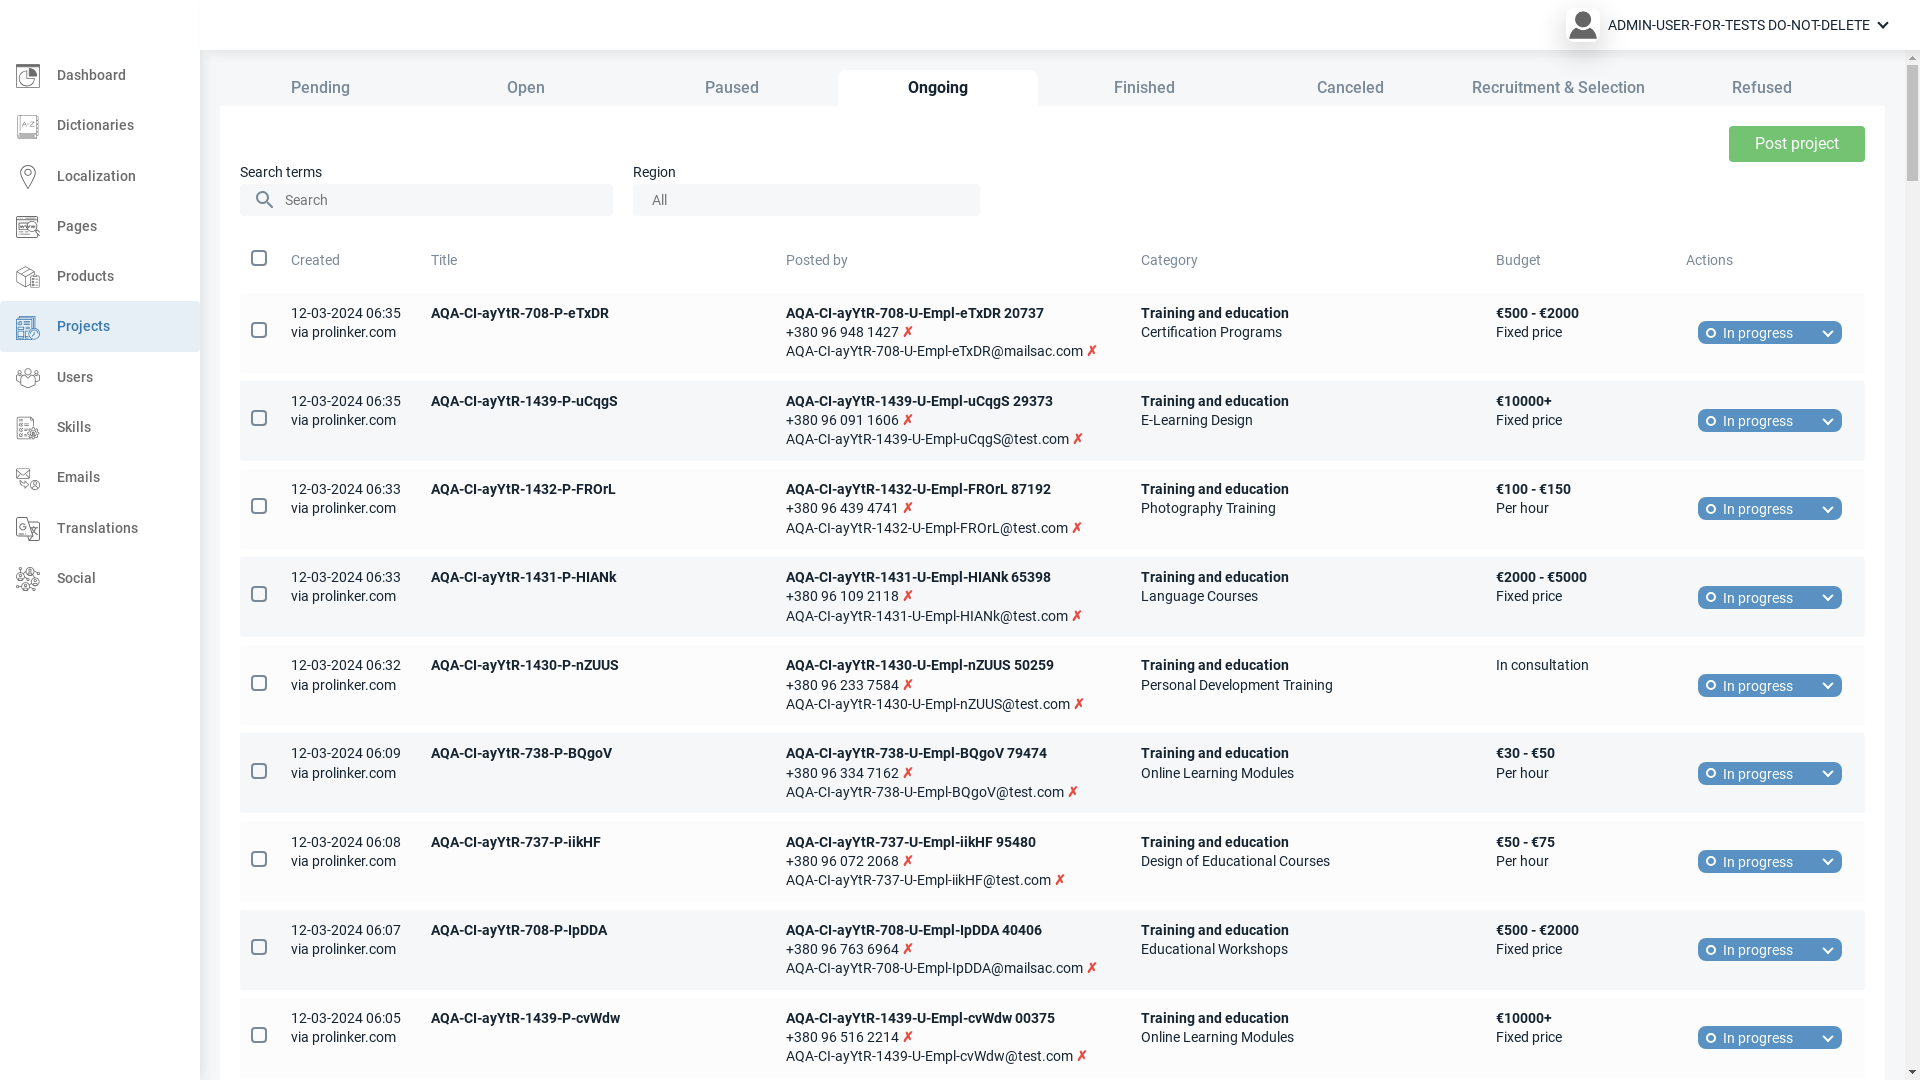 ADMIN-USER-FOR-TESTS DO-NOT-DELETE
Dashboard
Dictionaries
Localization
Pages
Products
Projects
Users
Skills
Emails
Translations
Social
Pending Open Paused Ongoing Finished Canceled Recruitment & Selection Refused
Post project
Search terms Region
Search All
Created Title Posted by Category Budget Actions
12-03-2024 06:35 AQA-CI-ayYtR-708-P-eTxDR AQA-CI-ayYtR-708-U-Empl-eTxDR 20737 Training and education €500 - €2000
via prolinker.com +380 96 948 1427 ✗ Certification Programs Fixed price In progress
AQA-CI-ayYtR-708-U-Empl-eTxDR@mailsac.com ✗
12-03-2024 06:35 AQA-CI-ayYtR-1439-P-uCqgS AQA-CI-ayYtR-1439-U-Empl-uCqgS 29373 Training and education €10000+
via prolinker.com +380 96 091 1606 ✗ E-Learning Design Fixed price In progress
AQA-CI-ayYtR-1439-U-Empl-uCqgS@test.com ✗
12-03-2024 06:33 AQA-CI-ayYtR-1432-P-FROrL AQA-CI-ayYtR-1432-U-Empl-FROrL 87192 Training and education €100 - €150
via prolinker.com +380 96 439 4741 ✗ Photography Training Per hour In progress
AQA-CI-ayYtR-1432-U-Empl-FROrL@test.com ✗
12-03-2024 06:33 AQA-CI-ayYtR-1431-P-HIANk AQA-CI-ayYtR-1431-U-Empl-HIANk 65398 Training and education €2000 - €5000
via prolinker.com +380 96 109 2118 ✗ Language Courses Fixed price In progress
AQA-CI-ayYtR-1431-U-Empl-HIANk@test.com ✗
12-03-2024 06:32 AQA-CI-ayYtR-1430-P-nZUUS AQA-CI-ayYtR-1430-U-Empl-nZUUS 50259 Training and education In consultation
via prolinker.com +380 96 233 7584 ✗ Personal Development Training In progress
AQA-CI-ayYtR-1430-U-Empl-nZUUS@test.com ✗
12-03-2024 06:09 AQA-CI-ayYtR-738-P-BQgoV AQA-CI-ayYtR-738-U-Empl-BQgoV 79474 Training and education €30 - €50
via prolinker.com +380 96 334 7162 ✗ Online Learning Modules Per hour In progress
AQA-CI-ayYtR-738-U-Empl-BQgoV@test.com ✗
12-03-2024 06:08 AQA-CI-ayYtR-737-P-iikHF AQA-CI-ayYtR-737-U-Empl-iikHF 95480 Training and education €50 - €75
via prolinker.com +380 96 072 2068 ✗ Design of Educational Courses Per hour In progress
AQA-CI-ayYtR-737-U-Empl-iikHF@test.com ✗
12-03-2024 06:07 AQA-CI-ayYtR-708-P-IpDDA AQA-CI-ayYtR-708-U-Empl-IpDDA 40406 Training and education €500 - €2000
via prolinker.com +380 96 763 6964 ✗ Educational Workshops Fixed price In progress
AQA-CI-ayYtR-708-U-Empl-IpDDA@mailsac.com ✗
12-03-2024 06:05 AQA-CI-ayYtR-1439-P-cvWdw AQA-CI-ayYtR-1439-U-Empl-cvWdw 00375 Training and education €10000+
via prolinker.com +380 96 516 2214 ✗ Online Learning Modules Fixed price In progress
AQA-CI-ayYtR-1439-U-Empl-cvWdw@test.com ✗